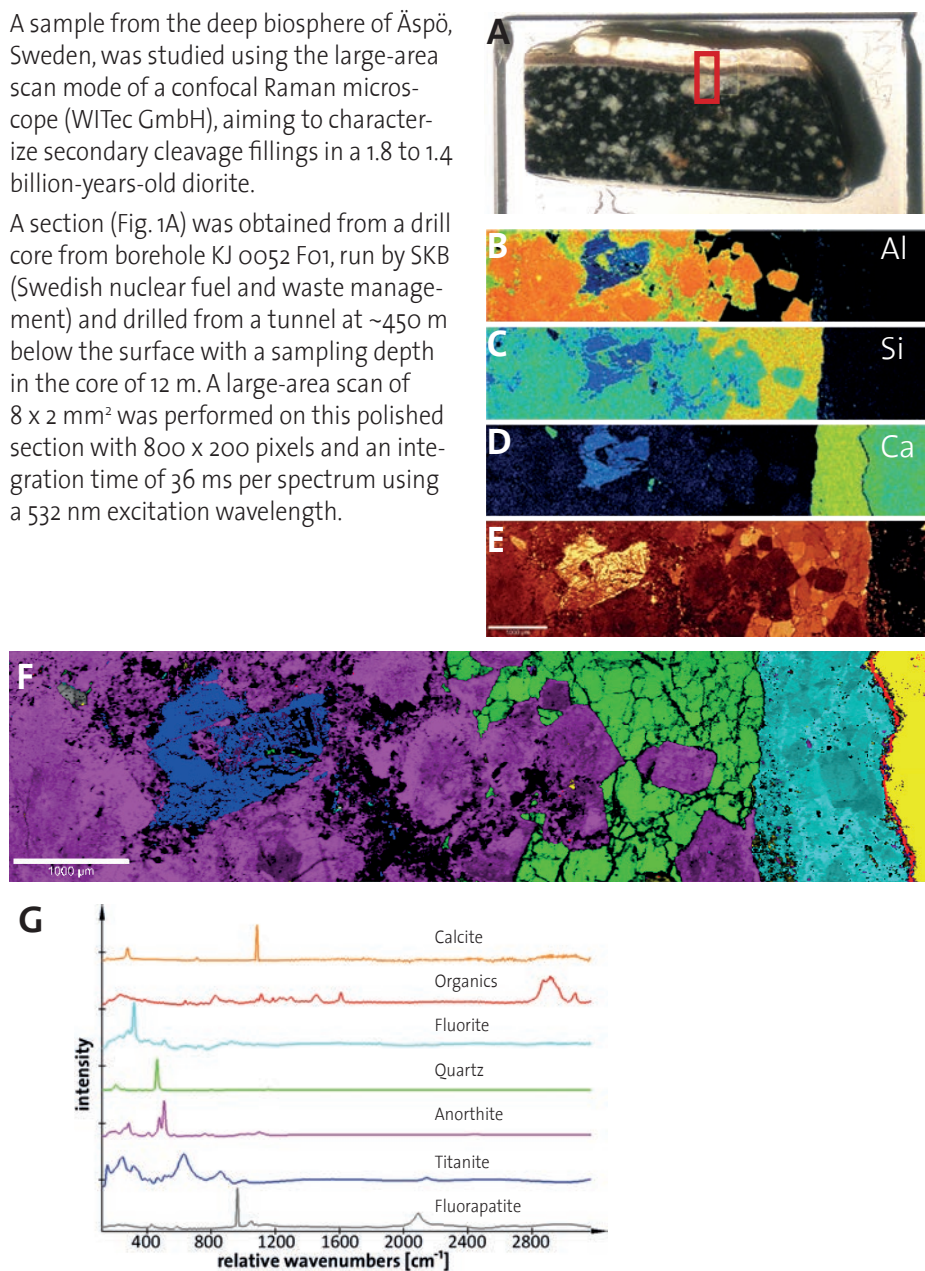 A sample from the deep biosphere of Äspö,
Sweden, was studied using the large-area
scan mode of a confocal Raman micros-
cope (WITec GmbH), aiming to character-
ize secondary cleavage fillings in a 1.8 to 1.4
billion-years-old diorite.
A section (Fig. 1A) was obtained from a drill
core from borehole KJ 0052 F01, run by SKB
(Swedish nuclear fuel and waste manage-
ment) and drilled from a tunnel at ~450 m
below the surface with a sampling depth
in the core of 12 m. A large-area scan of
8 x 2 mm² was performed on this polished
section with 800 x 200 pixels and an inte-
gration time of 36 ms per spectrum using
a 532 nm excitation wavelength.
A
B
Al
C
Si
D
Ca
E
1000 µm
F
1000 µm
G
Calcite
Organics
Fluorite
Quartz
Anorthite
Titanite
Fluorapatite
intensity
400 800 1200 1600 2000 2400 2800
relative wavenumbers [cm⁻¹]